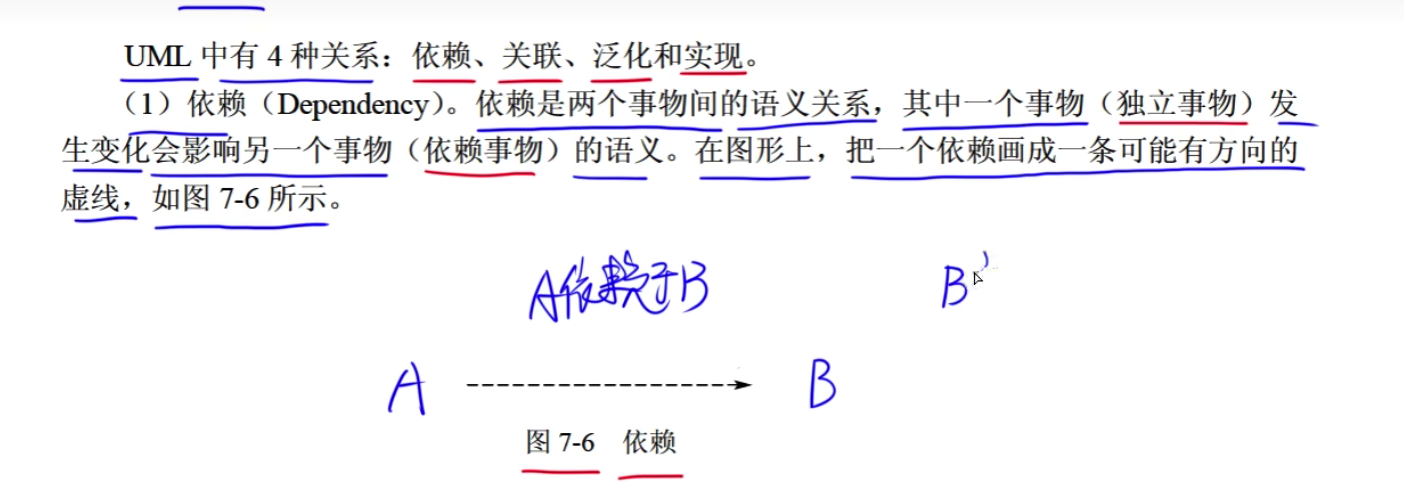 UML 中有 4 种关系：依赖、关联、泛化和实现。
（1）依赖（Dependency）。依赖是两个事物间的语义关系，其中一个事物（独立事物）发
生变化会影响另一个事物（依赖事物）的语义。在图形上，把一个依赖画成一条可能有方向的
虚线，如图 7-6 所示。
A依赖于B B
A B
图 7-6 依赖